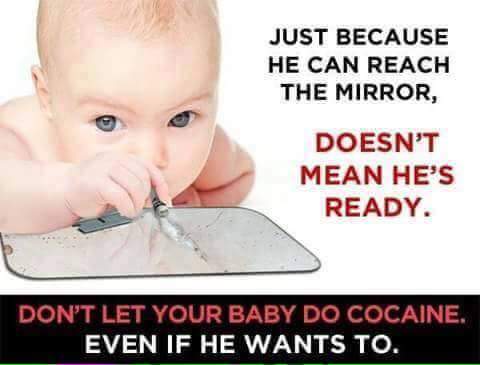 JUST BECAUSE
HE CAN REACH
THE MIRROR,
DOESN'T
MEAN HE'S
READY.
DON'T LET YOUR BABY DO COCAINE.
EVEN IF HE WANTS TO.